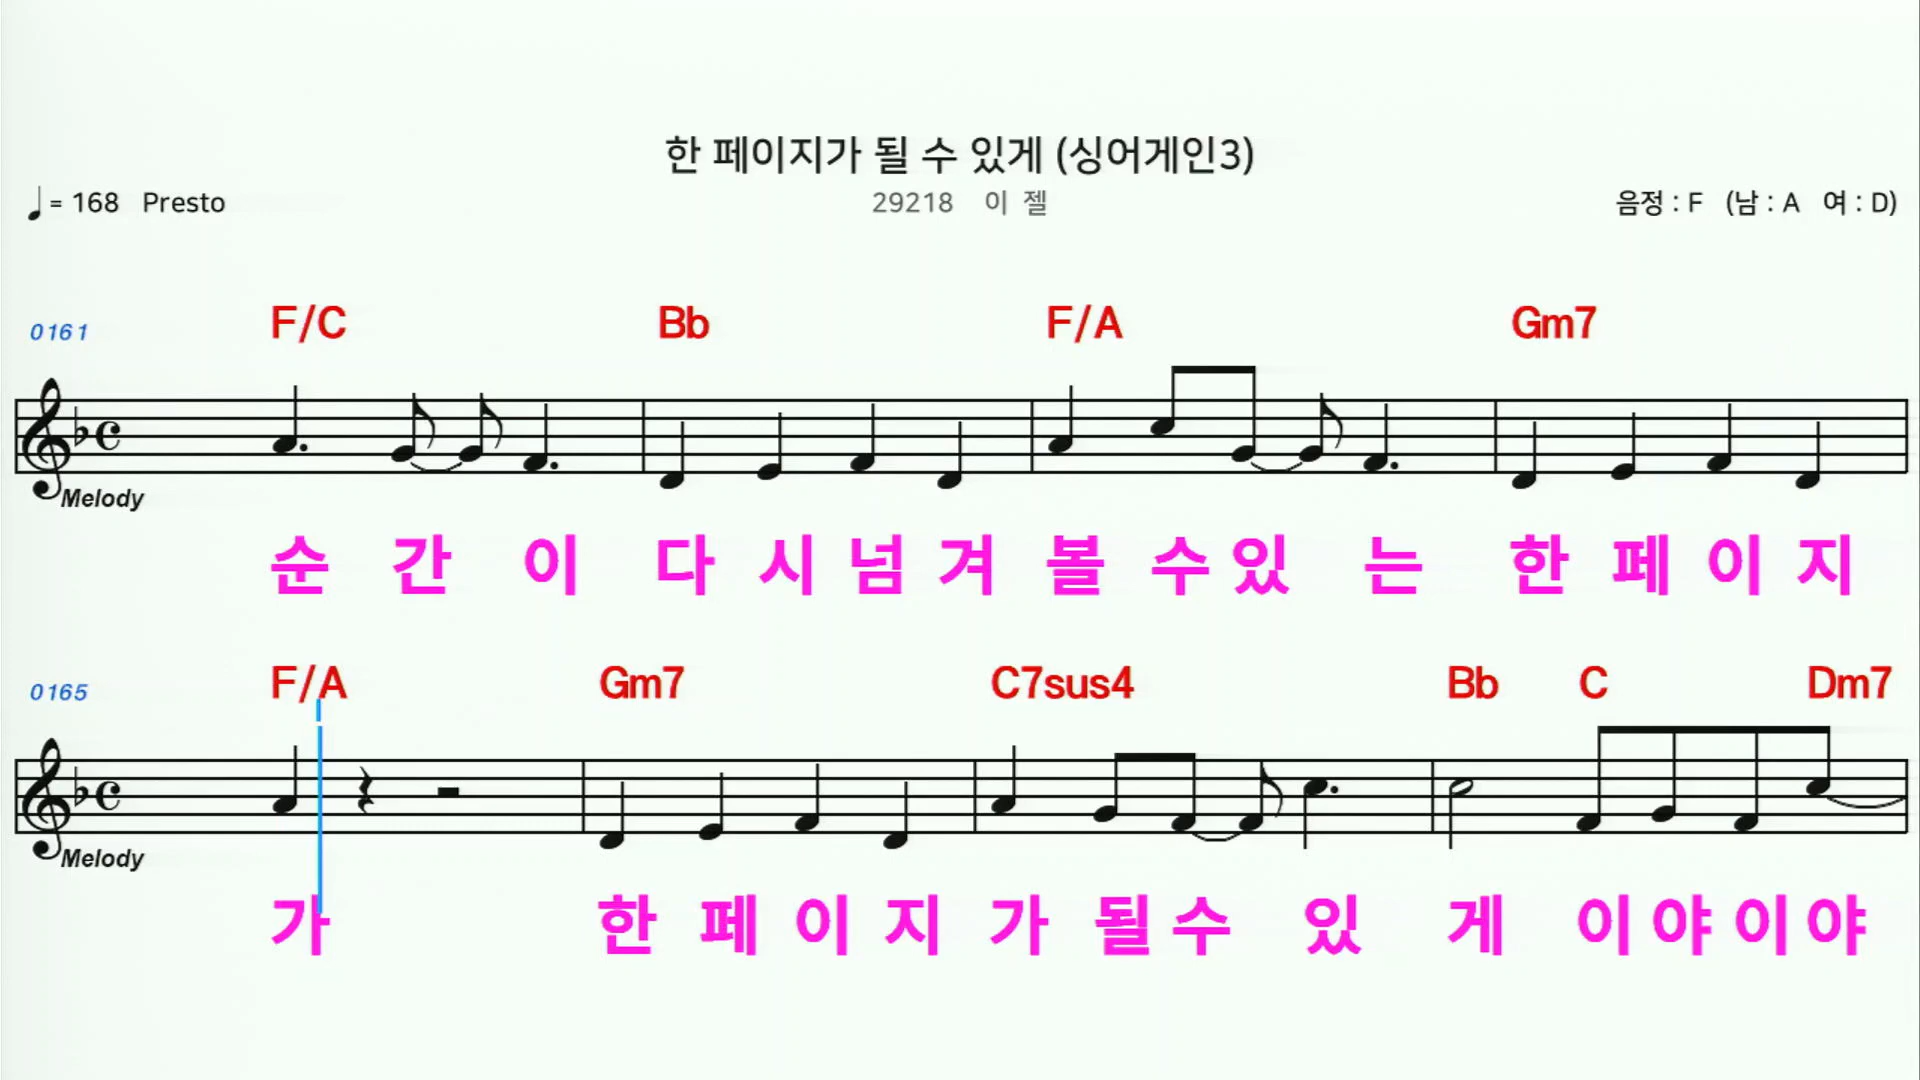 한 페이지가 될 수 있게 (싱어게인3)
= 168 Presto 29218 이 젤 음정 : F (남 : A 여 : D)
0161 F/C Bb F/A Gm7
Melody
순 간 이 다 시 넘 겨 볼 수 있 는 한 페 이 지
0165 F/A Gm7 C7sus4 Bb C Dm7
Melody
가 한 페 이 지 가 될 수 있 게 이 야 이 야